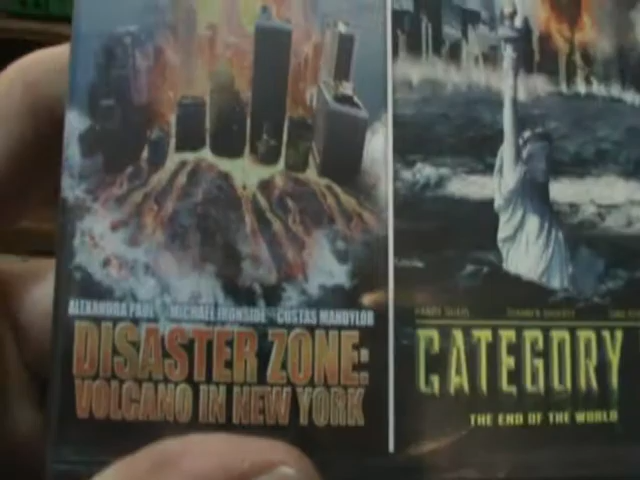 ALEXANDRA PAUL MICHAEL IRONSIDE COSTAS MANDYLOR
DISASTER ZONE:
VOLCANO IN NEW YORK
CATEGORY
THE END OF THE WORLD